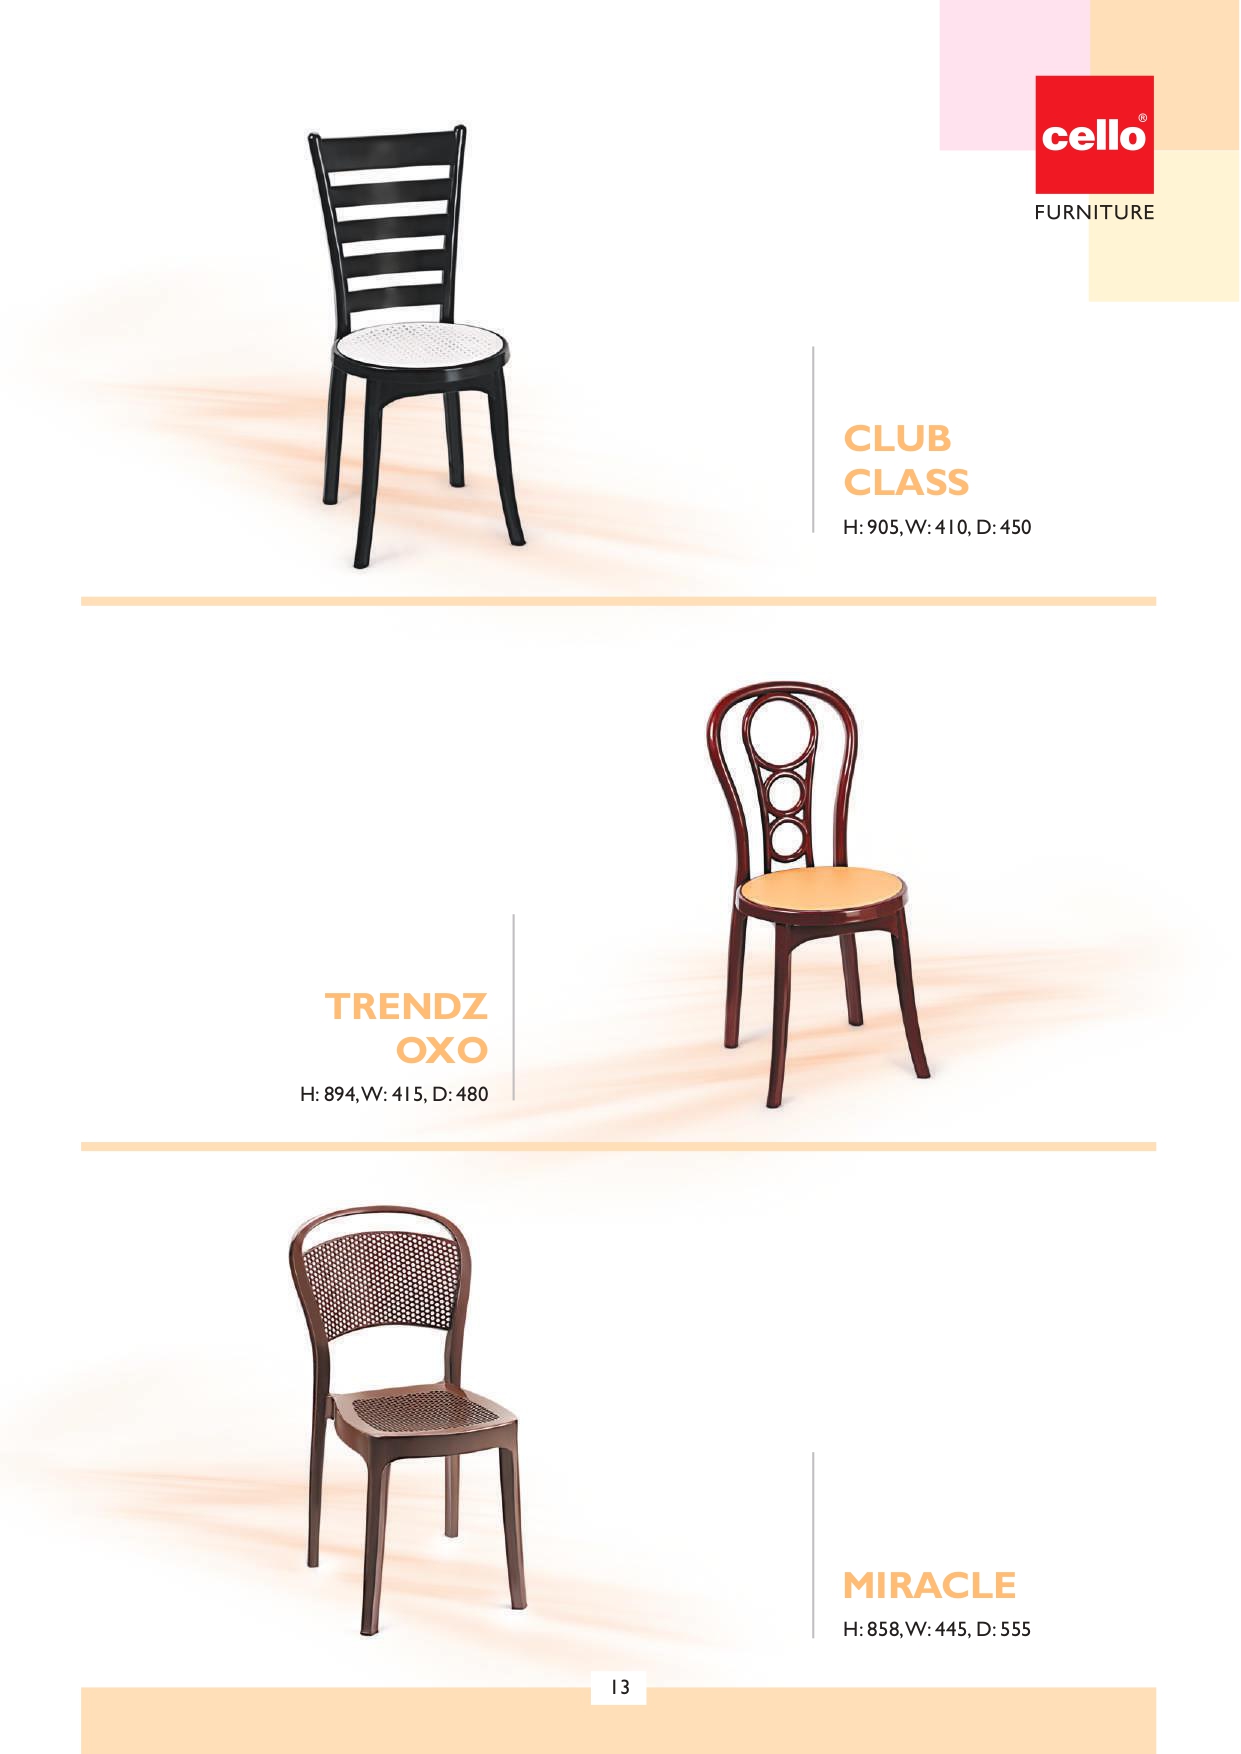 cello®
FURNITURE
CLUB
CLASS
H: 905, W: 410, D: 450
TRENDZ
OXO
H: 894, W: 415, D: 480
MIRACLE
H: 858, W: 445, D: 555
13